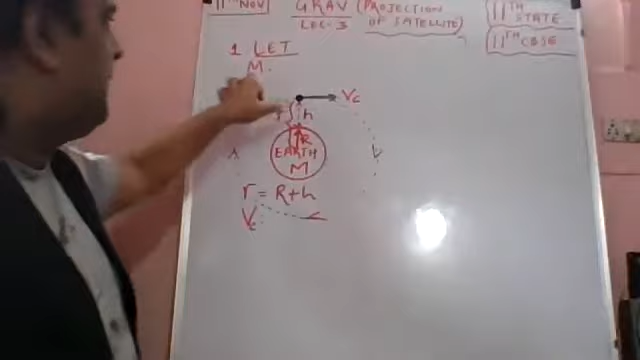 11TH NOV
GRAV (PROJECTION
LEC-3 OF SATELLITE)
11TH STATE
11TH CBSE
1 LET
M.
Vc
r h
R
EARTH
M
r = R+h
Vc